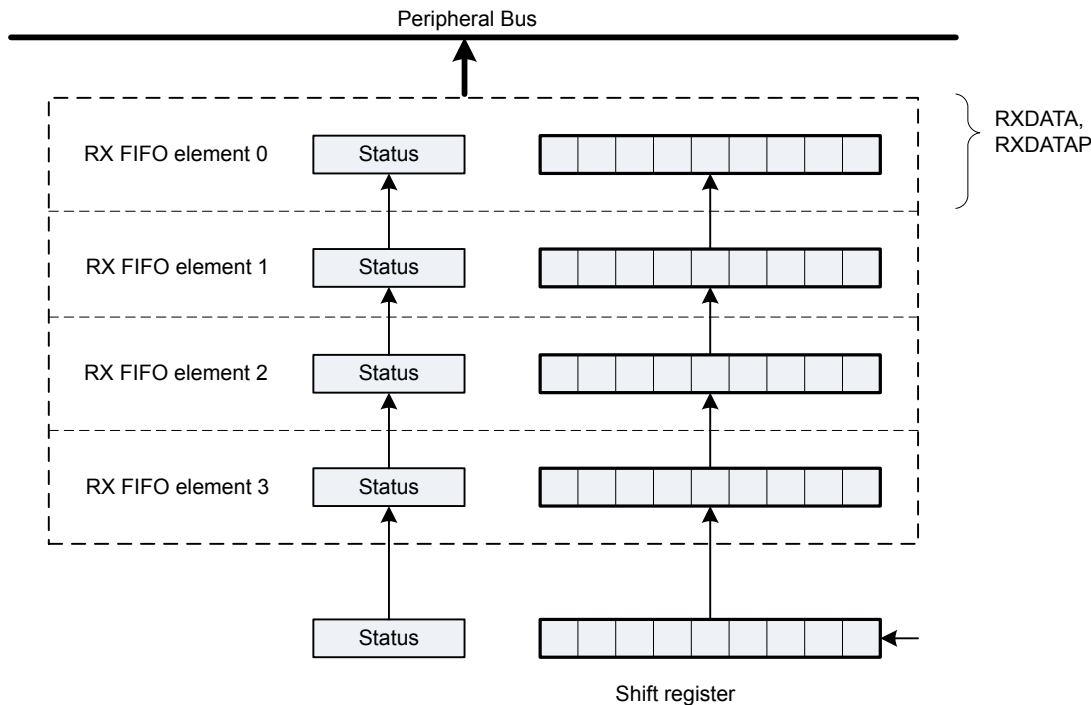 Peripheral Bus
RX FIFO element 0
Status
RXDATA,
RXDATAP
RX FIFO element 1
Status
RX FIFO element 2
Status
RX FIFO element 3
Status
Status
Shift register